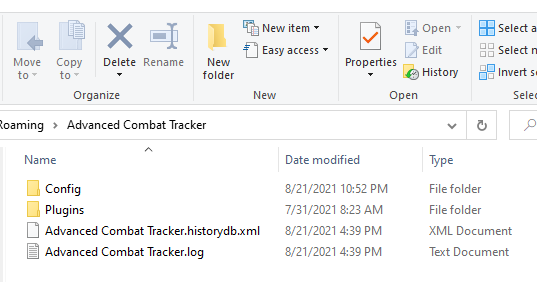 New item
Open
Select a
Easy access
Edit
Select n
Move to
Copy to
Delete
Rename
New folder
Properties
History
Invert s
Organize
New
Open
Selec
Roaming > Advanced Combat Tracker
Name Date modified Type
Config 8/21/2021 10:52 PM File folder
Plugins 7/31/2021 8:23 AM File folder
Advanced Combat Tracker.historydb.xml 8/21/2021 4:39 PM XML Document
Advanced Combat Tracker.log 8/21/2021 4:39 PM Text Document